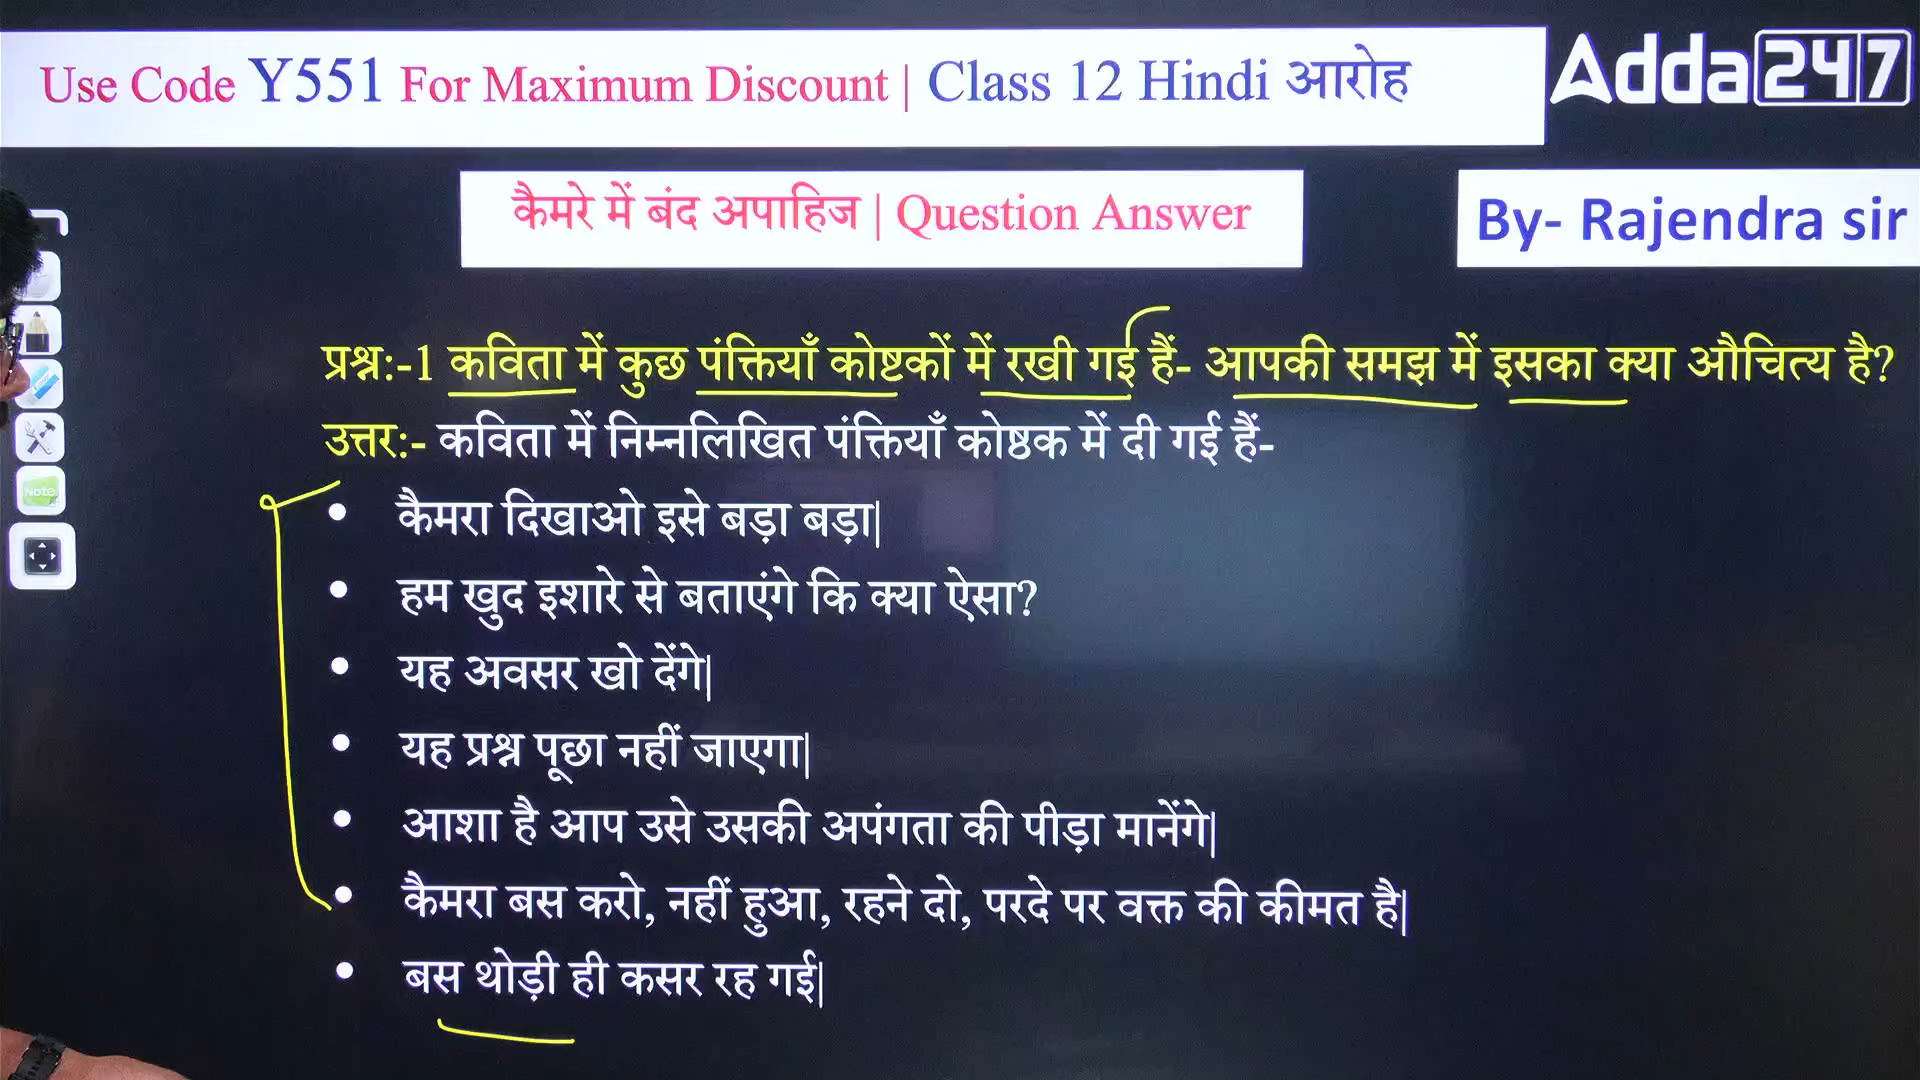 Use Code Y551 For Maximum Discount | Class 12 Hindi आरोह
Adda247
कैमरे में बंद अपाहिज | Question Answer
By- Rajendra sir
प्रश्न:-1 कविता में कुछ पंक्तियाँ कोष्टकों में रखी गई हैं- आपकी समझ में इसका क्या औचित्य है?
उत्तर:- कविता में निम्नलिखित पंक्तियाँ कोष्ठक में दी गई हैं-
• कैमरा दिखाओ इसे बड़ा बड़ा|
• हम खुद इशारे से बताएंगे कि क्या ऐसा?
• यह अवसर खो देंगे|
• यह प्रश्न पूछा नहीं जाएगा|
• आशा है आप उसे उसकी अपंगता की पीड़ा मानेंगे|
• कैमरा बस करो, नहीं हुआ, रहने दो, परदे पर वक्त की कीमत है|
• बस थोड़ी ही कसर रह गई|
NOTE